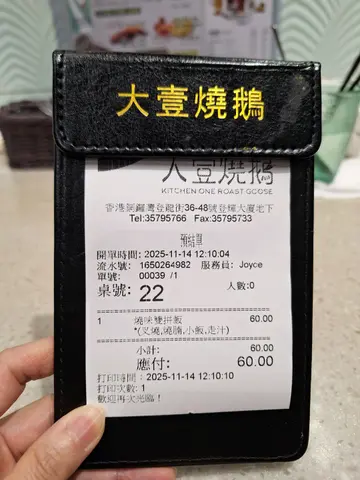 大壹燒鵝
大壹燒鵝
KITCHEN ONE ROAST GOOSE
香港銅鑼灣登龍街36-48號登輝大廈地下
Tel:35795766 Fax:35795733
預結單
開單時間: 2025-11-14 12:10:04
流水號: 1650264982 服務員: Joyce
單號: 00039 /1
桌號: 22 人數:0
1 燒味雙拼飯 60.00
*(叉燒,燒腩,小飯,走汁)
小計: 60.00
應付: 60.00
打印時間: 2025-11-14 12:10:10
打印次數: 1
歡迎再次光臨!